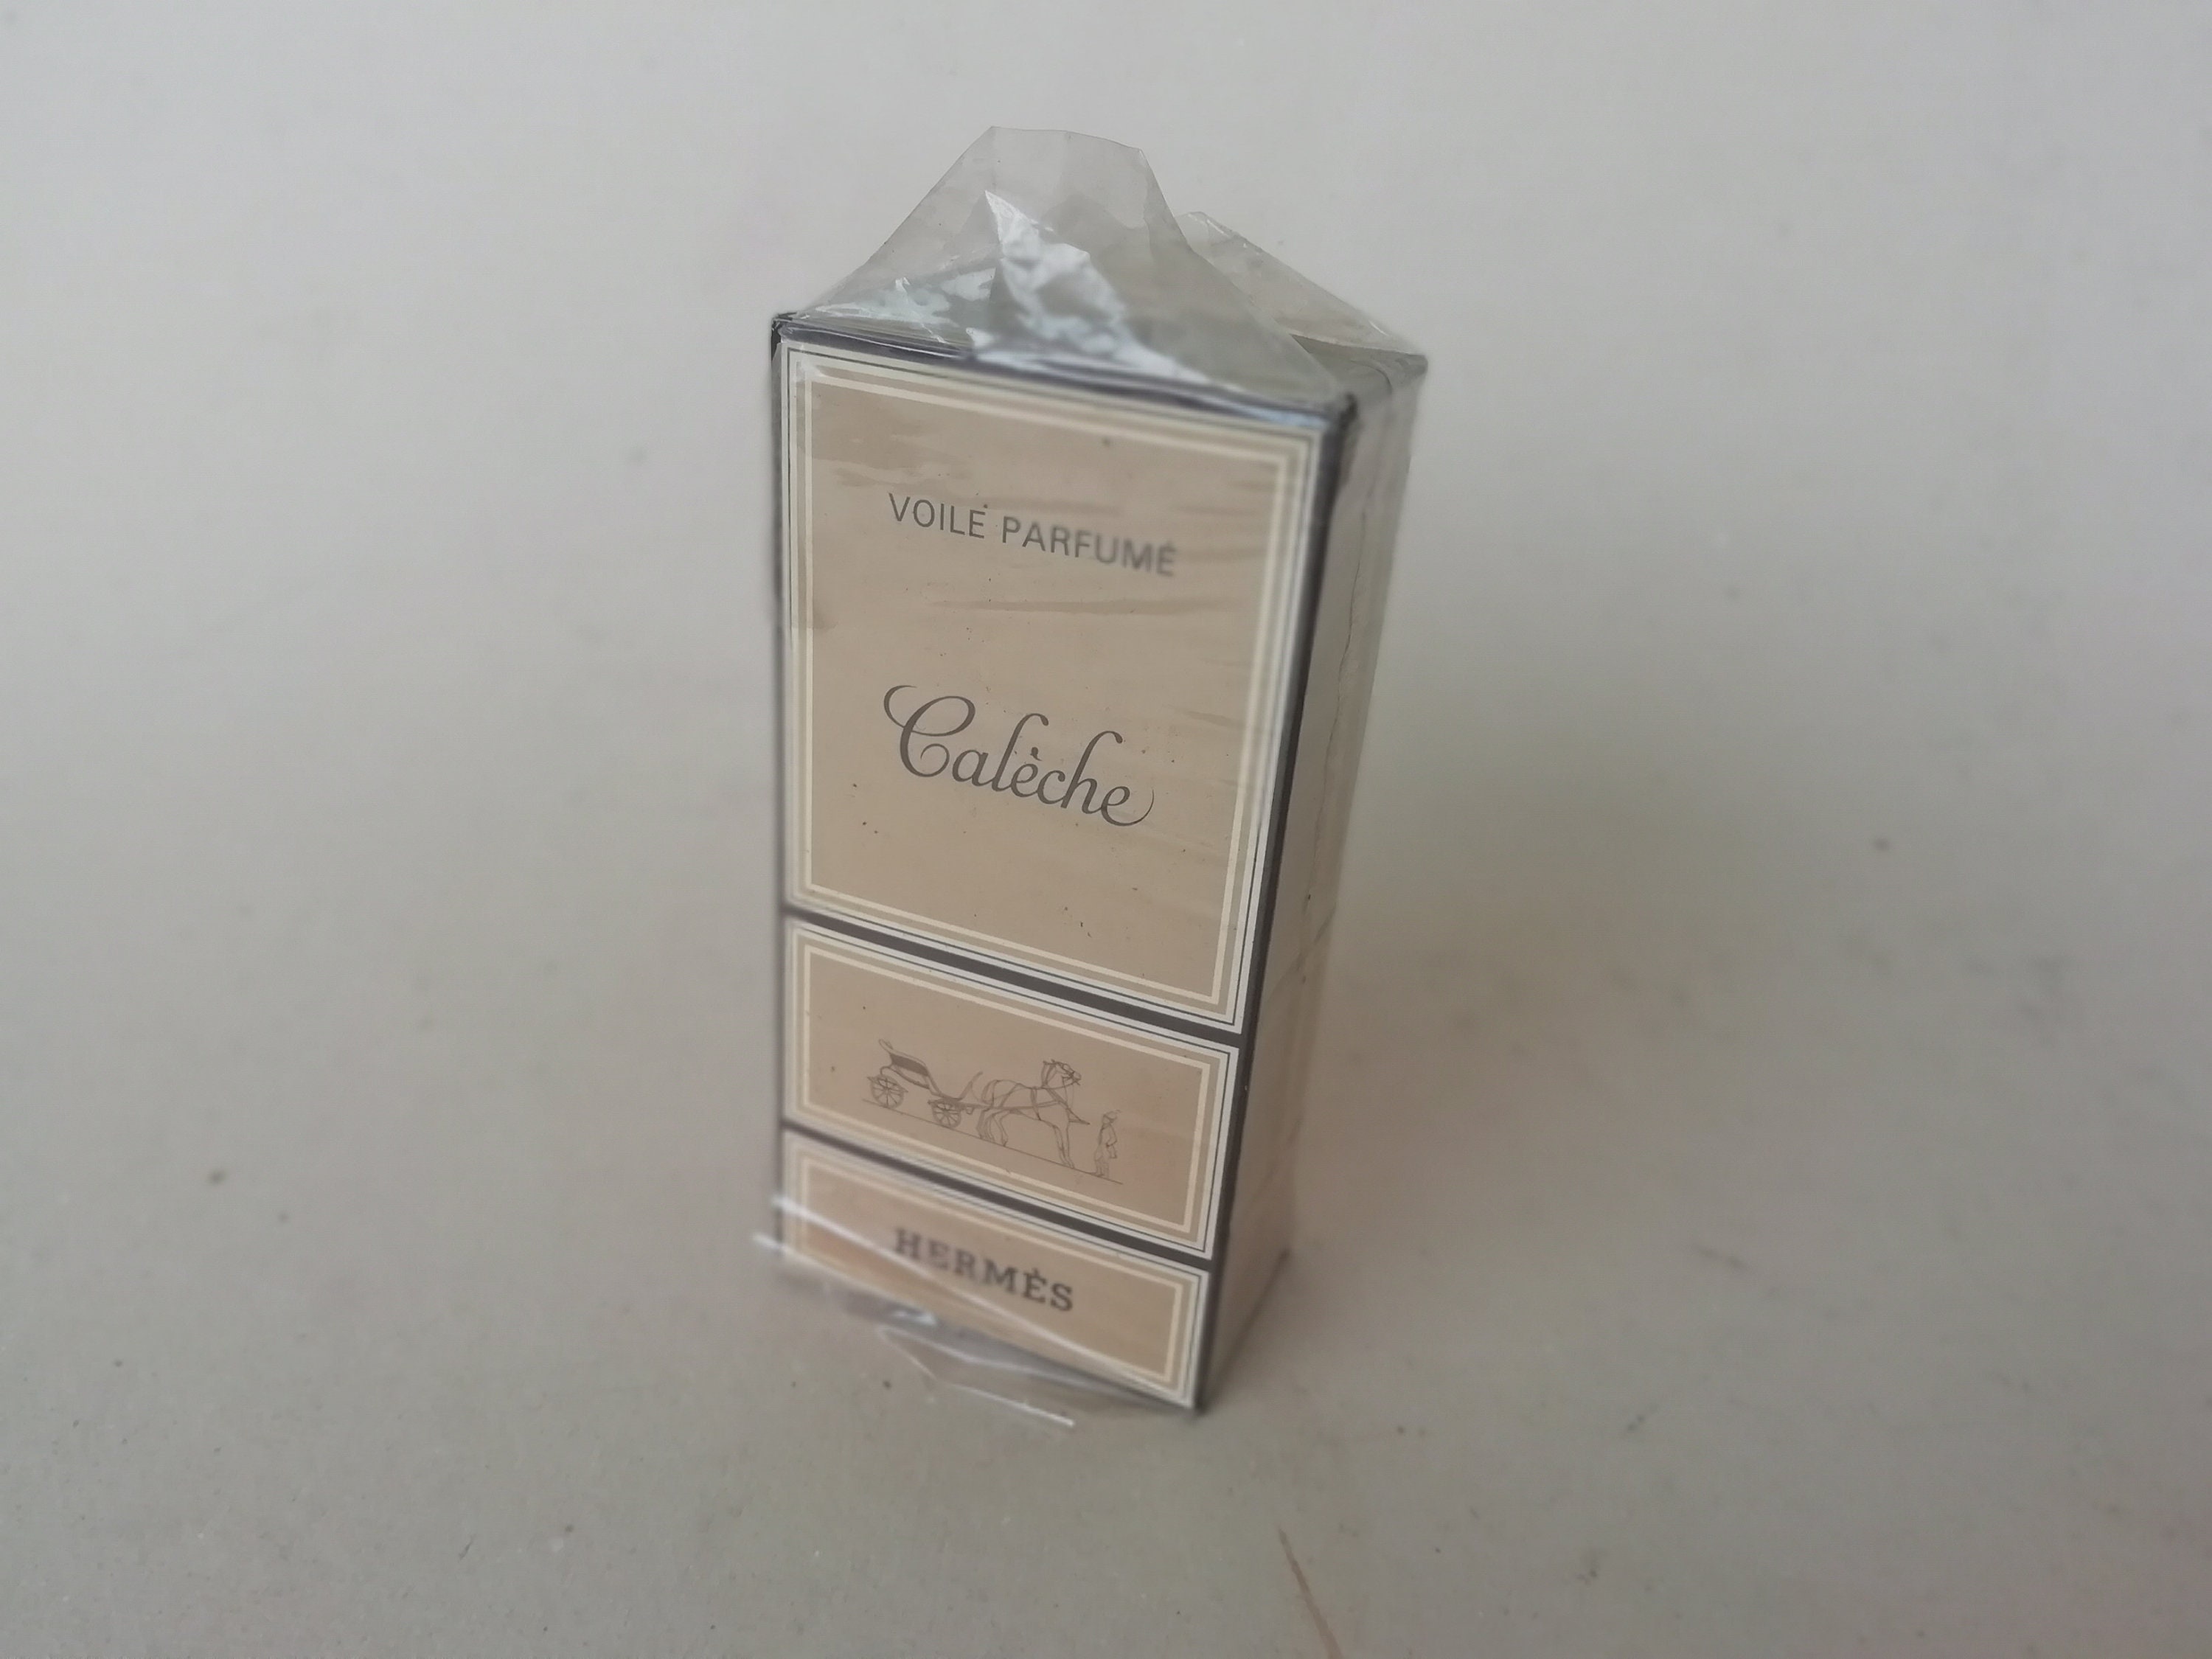 VOILE PARFUMÉ
Calèche
HERMÈS